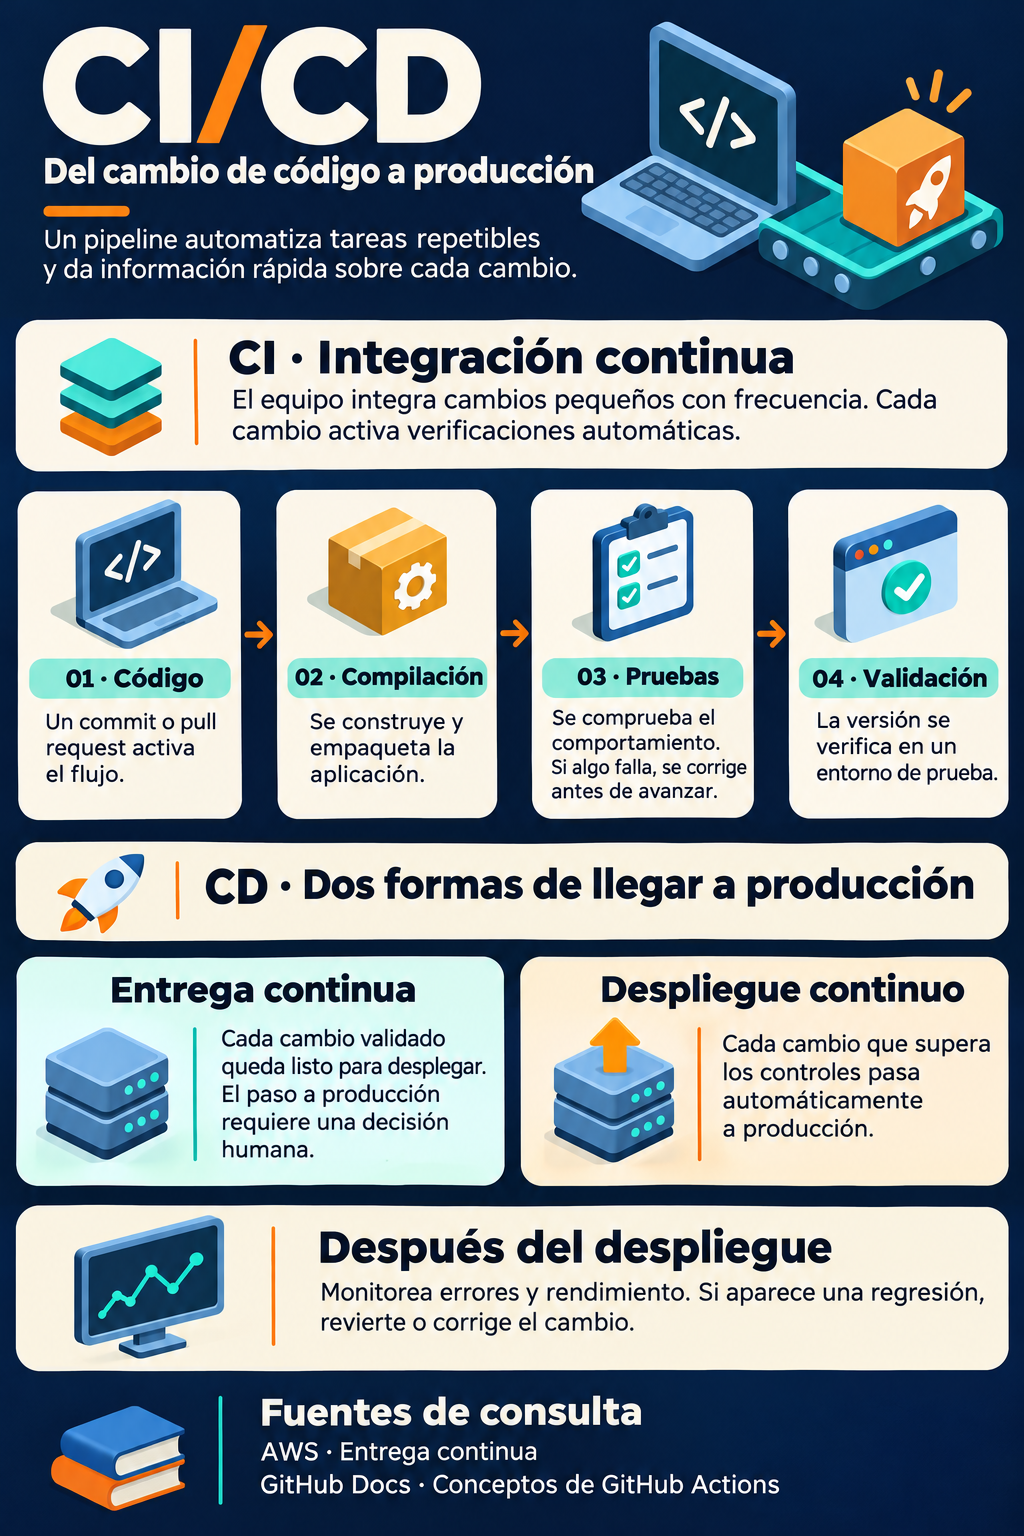 CI/CD
Del cambio de código a producción
Un pipeline automatiza tareas repetibles
y da información rápida sobre cada cambio.
</>
CI · Integración continua
El equipo integra cambios pequeños con frecuencia. Cada
cambio activa verificaciones automáticas.
</>
01 · Código
Un commit o pull
request activa
el flujo.
02 · Compilación
Se construye y
empaqueta la
aplicación.
03 · Pruebas
Se comprueba el
comportamiento.
Si algo falla, se corrige
antes de avanzar.
04 · Validación
La versión se
verifica en un
entorno de prueba.
CD · Dos formas de llegar a producción
Entrega continua
Cada cambio validado
queda listo para desplegar.
El paso a producción
requiere una decisión
humana.
Despliegue continuo
Cada cambio que supera
los controles pasa
automáticamente
a producción.
Después del despliegue
Monitorea errores y rendimiento. Si aparece una regresión,
revierte o corrige el cambio.
Fuentes de consulta
AWS · Entrega continua
GitHub Docs · Conceptos de GitHub Actions